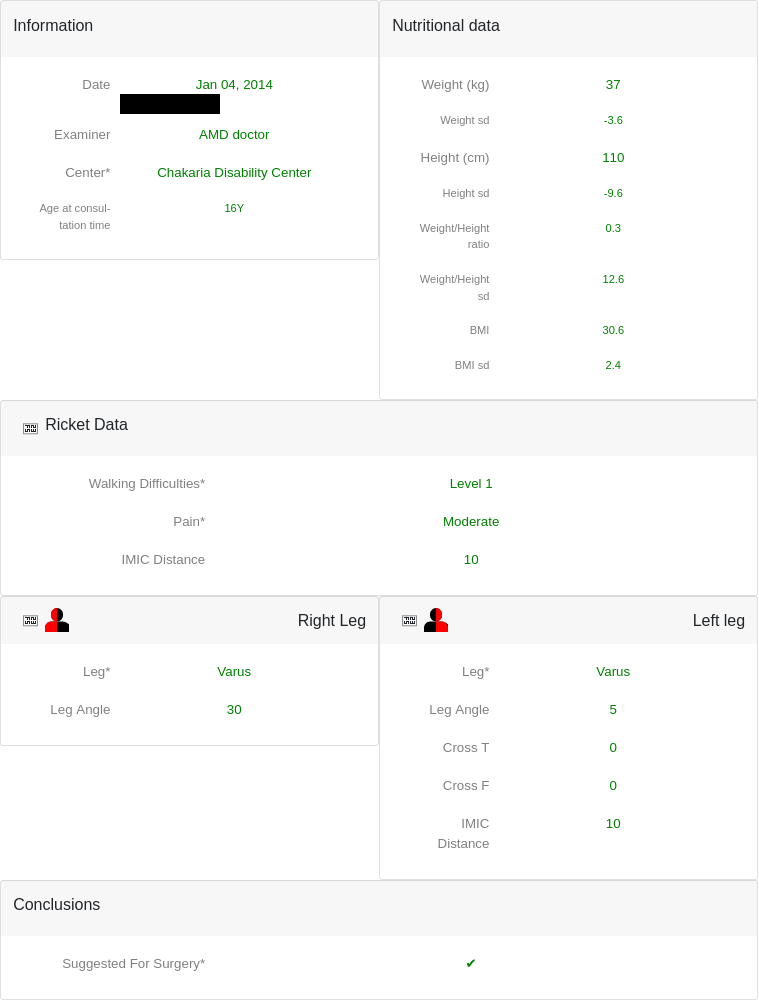 Information
Date Jan 04, 2014
Examiner AMD doctor
Center* Chakaria Disability Center
Age at consul-
tation time 16Y
Nutritional data
Weight (kg) 37
Weight sd -3.6
Height (cm) 110
Height sd -9.6
Weight/Height
ratio 0.3
Weight/Height
sd 12.6
BMI 30.6
BMI sd 2.4
Ricket Data
Walking Difficulties* Level 1
Pain* Moderate
IMIC Distance 10
Right Leg
Leg* Varus
Leg Angle 30
Left leg
Leg* Varus
Leg Angle 5
Cross T 0
Cross F 0
IMIC
Distance 10
Conclusions
Suggested For Surgery* ✔